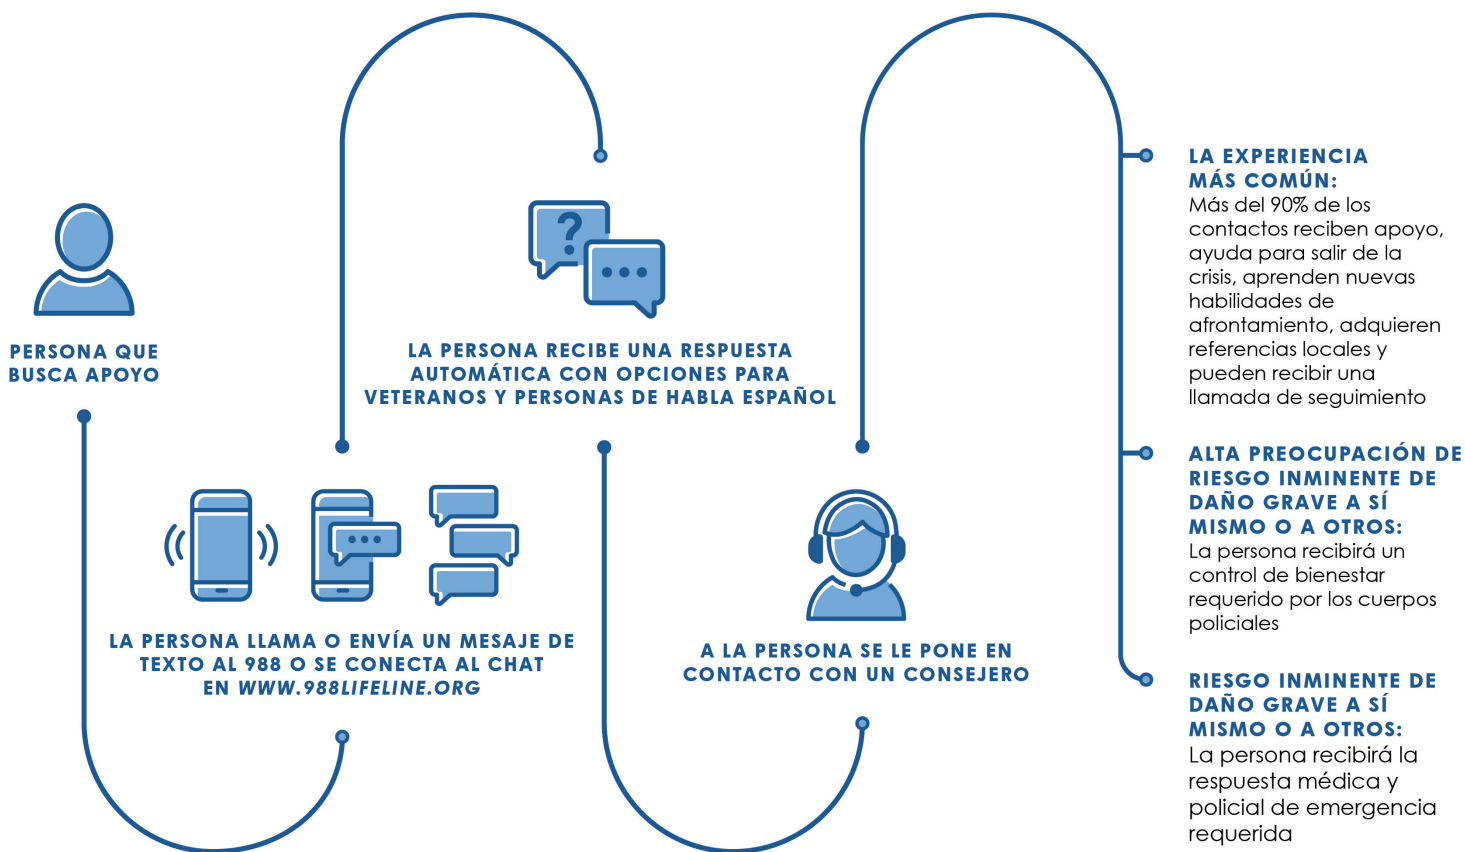 PERSONA QUE
BUSCA APOYO
LA PERSONA LLAMA O ENVÍA UN MESAJE DE
TEXTO AL 988 O SE CONECTA AL CHAT
EN WWW.988LIFELINE.ORG
?
LA PERSONA RECIBE UNA RESPUESTA
AUTOMÁTICA CON OPCIONES PARA
VETERANOS Y PERSONAS DE HABLA ESPAÑOL
A LA PERSONA SE LE PONE EN
CONTACTO CON UN CONSEJERO
LA EXPERIENCIA
MÁS COMÚN:
Más del 90% de los
contactos reciben apoyo,
ayuda para salir de la
crisis, aprenden nuevas
habilidades de
afrontamiento, adquieren
referencias locales y
pueden recibir una
llamada de seguimiento
ALTA PREOCUPACIÓN DE
RIESGO INMINENTE DE
DAÑO GRAVE A SÍ
MISMO O A OTROS:
La persona recibirá un
control de bienestar
requerido por los cuerpos
policiales
RIESGO INMINENTE DE
DAÑO GRAVE A SÍ
MISMO O A OTROS:
La persona recibirá la
respuesta médica y
policial de emergencia
requerida